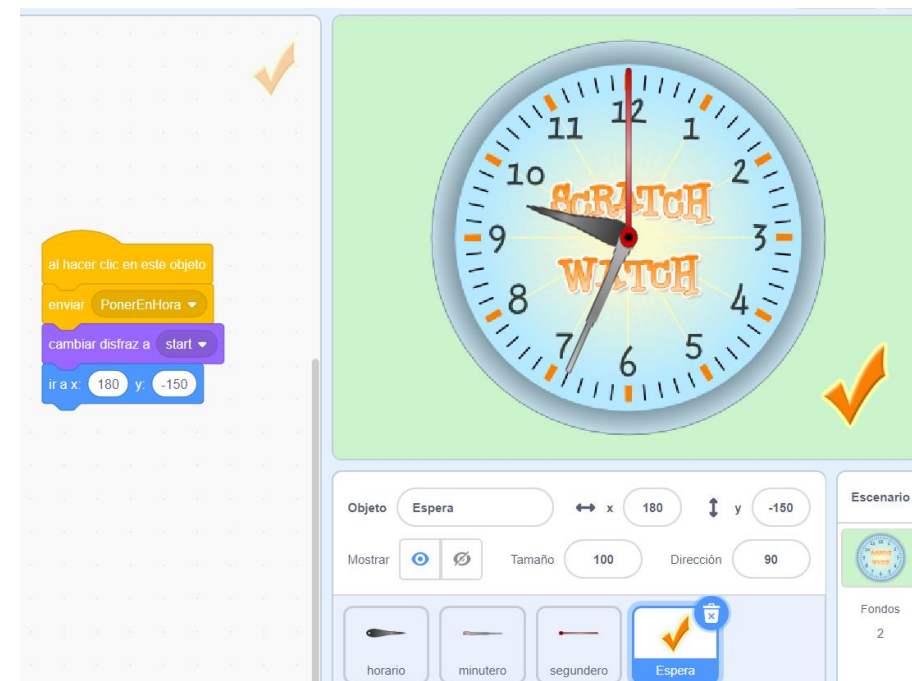 al hacer clic en este objeto
enviar PonerEnHora
cambiar disfraz a start
ir a x: 180 y: -150
12
11
1
10
2
SCRATCH
9
3
WATCH
8
4
7
5
6
Objeto Espera x 180 y -150
Mostrar Tamaño 100 Dirección 90
horario minutero segundero Espera
Escenario
Fondos
2